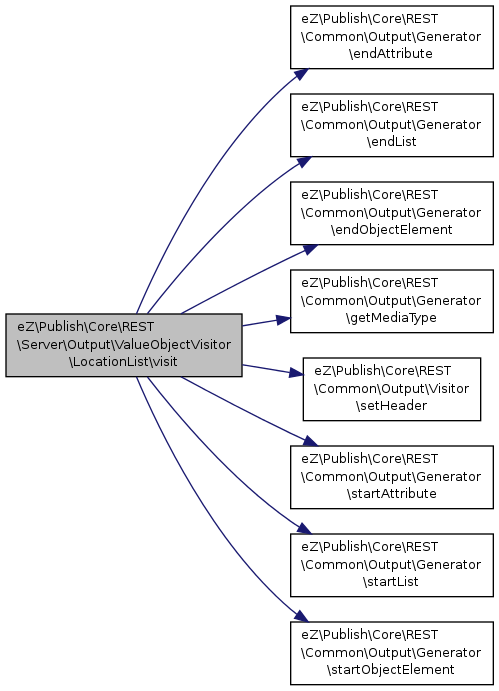 eZ\Publish\Core\REST
\Common\Output\Generator
\endAttribute
eZ\Publish\Core\REST
\Common\Output\Generator
\endList
eZ\Publish\Core\REST
\Common\Output\Generator
\endObjectElement
eZ\Publish\Core\REST
\Common\Output\Generator
\getMediaType
eZ\Publish\Core\REST
\Server\Output\ValueObjectVisitor
\LocationList\visit
eZ\Publish\Core\REST
\Common\Output\Visitor
\setHeader
eZ\Publish\Core\REST
\Common\Output\Generator
\startAttribute
eZ\Publish\Core\REST
\Common\Output\Generator
\startList
eZ\Publish\Core\REST
\Common\Output\Generator
\startObjectElement